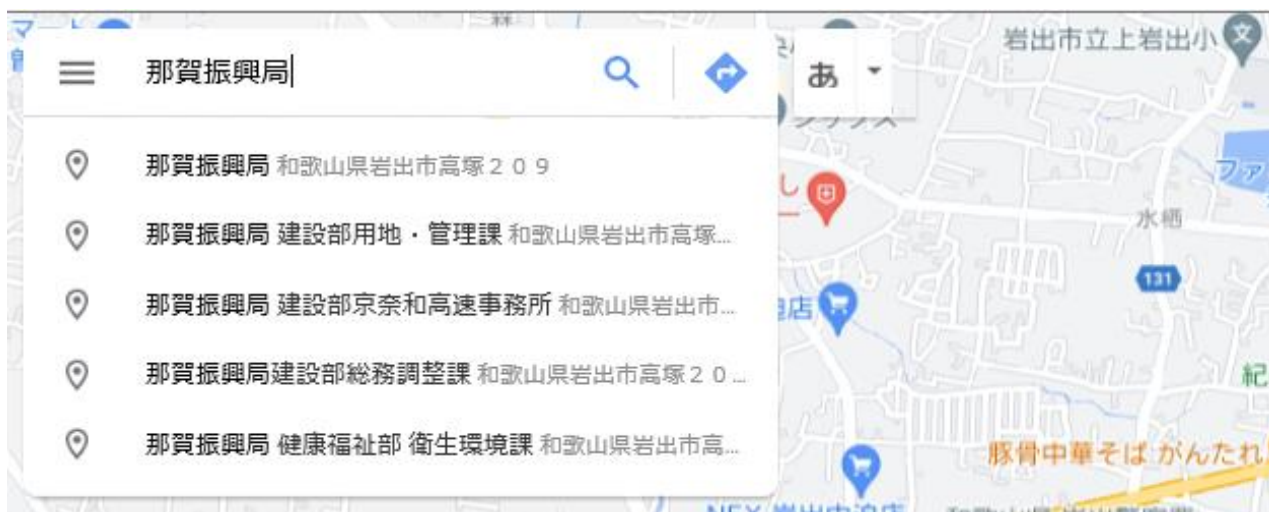 那賀振興局
あ
那賀振興局 和歌山県岩出市高塚２０９
那賀振興局 建設部用地・管理課 和歌山県岩出市高塚...
那賀振興局 建設部京奈和高速事務所 和歌山県岩出市...
那賀振興局建設部総務調整課 和歌山県岩出市高塚２０...
那賀振興局 健康福祉部 衛生環境課 和歌山県岩出市高...
岩出市立上岩出小
文
ファ
水栖
131
店
紀
豚骨中華そば がんたれ